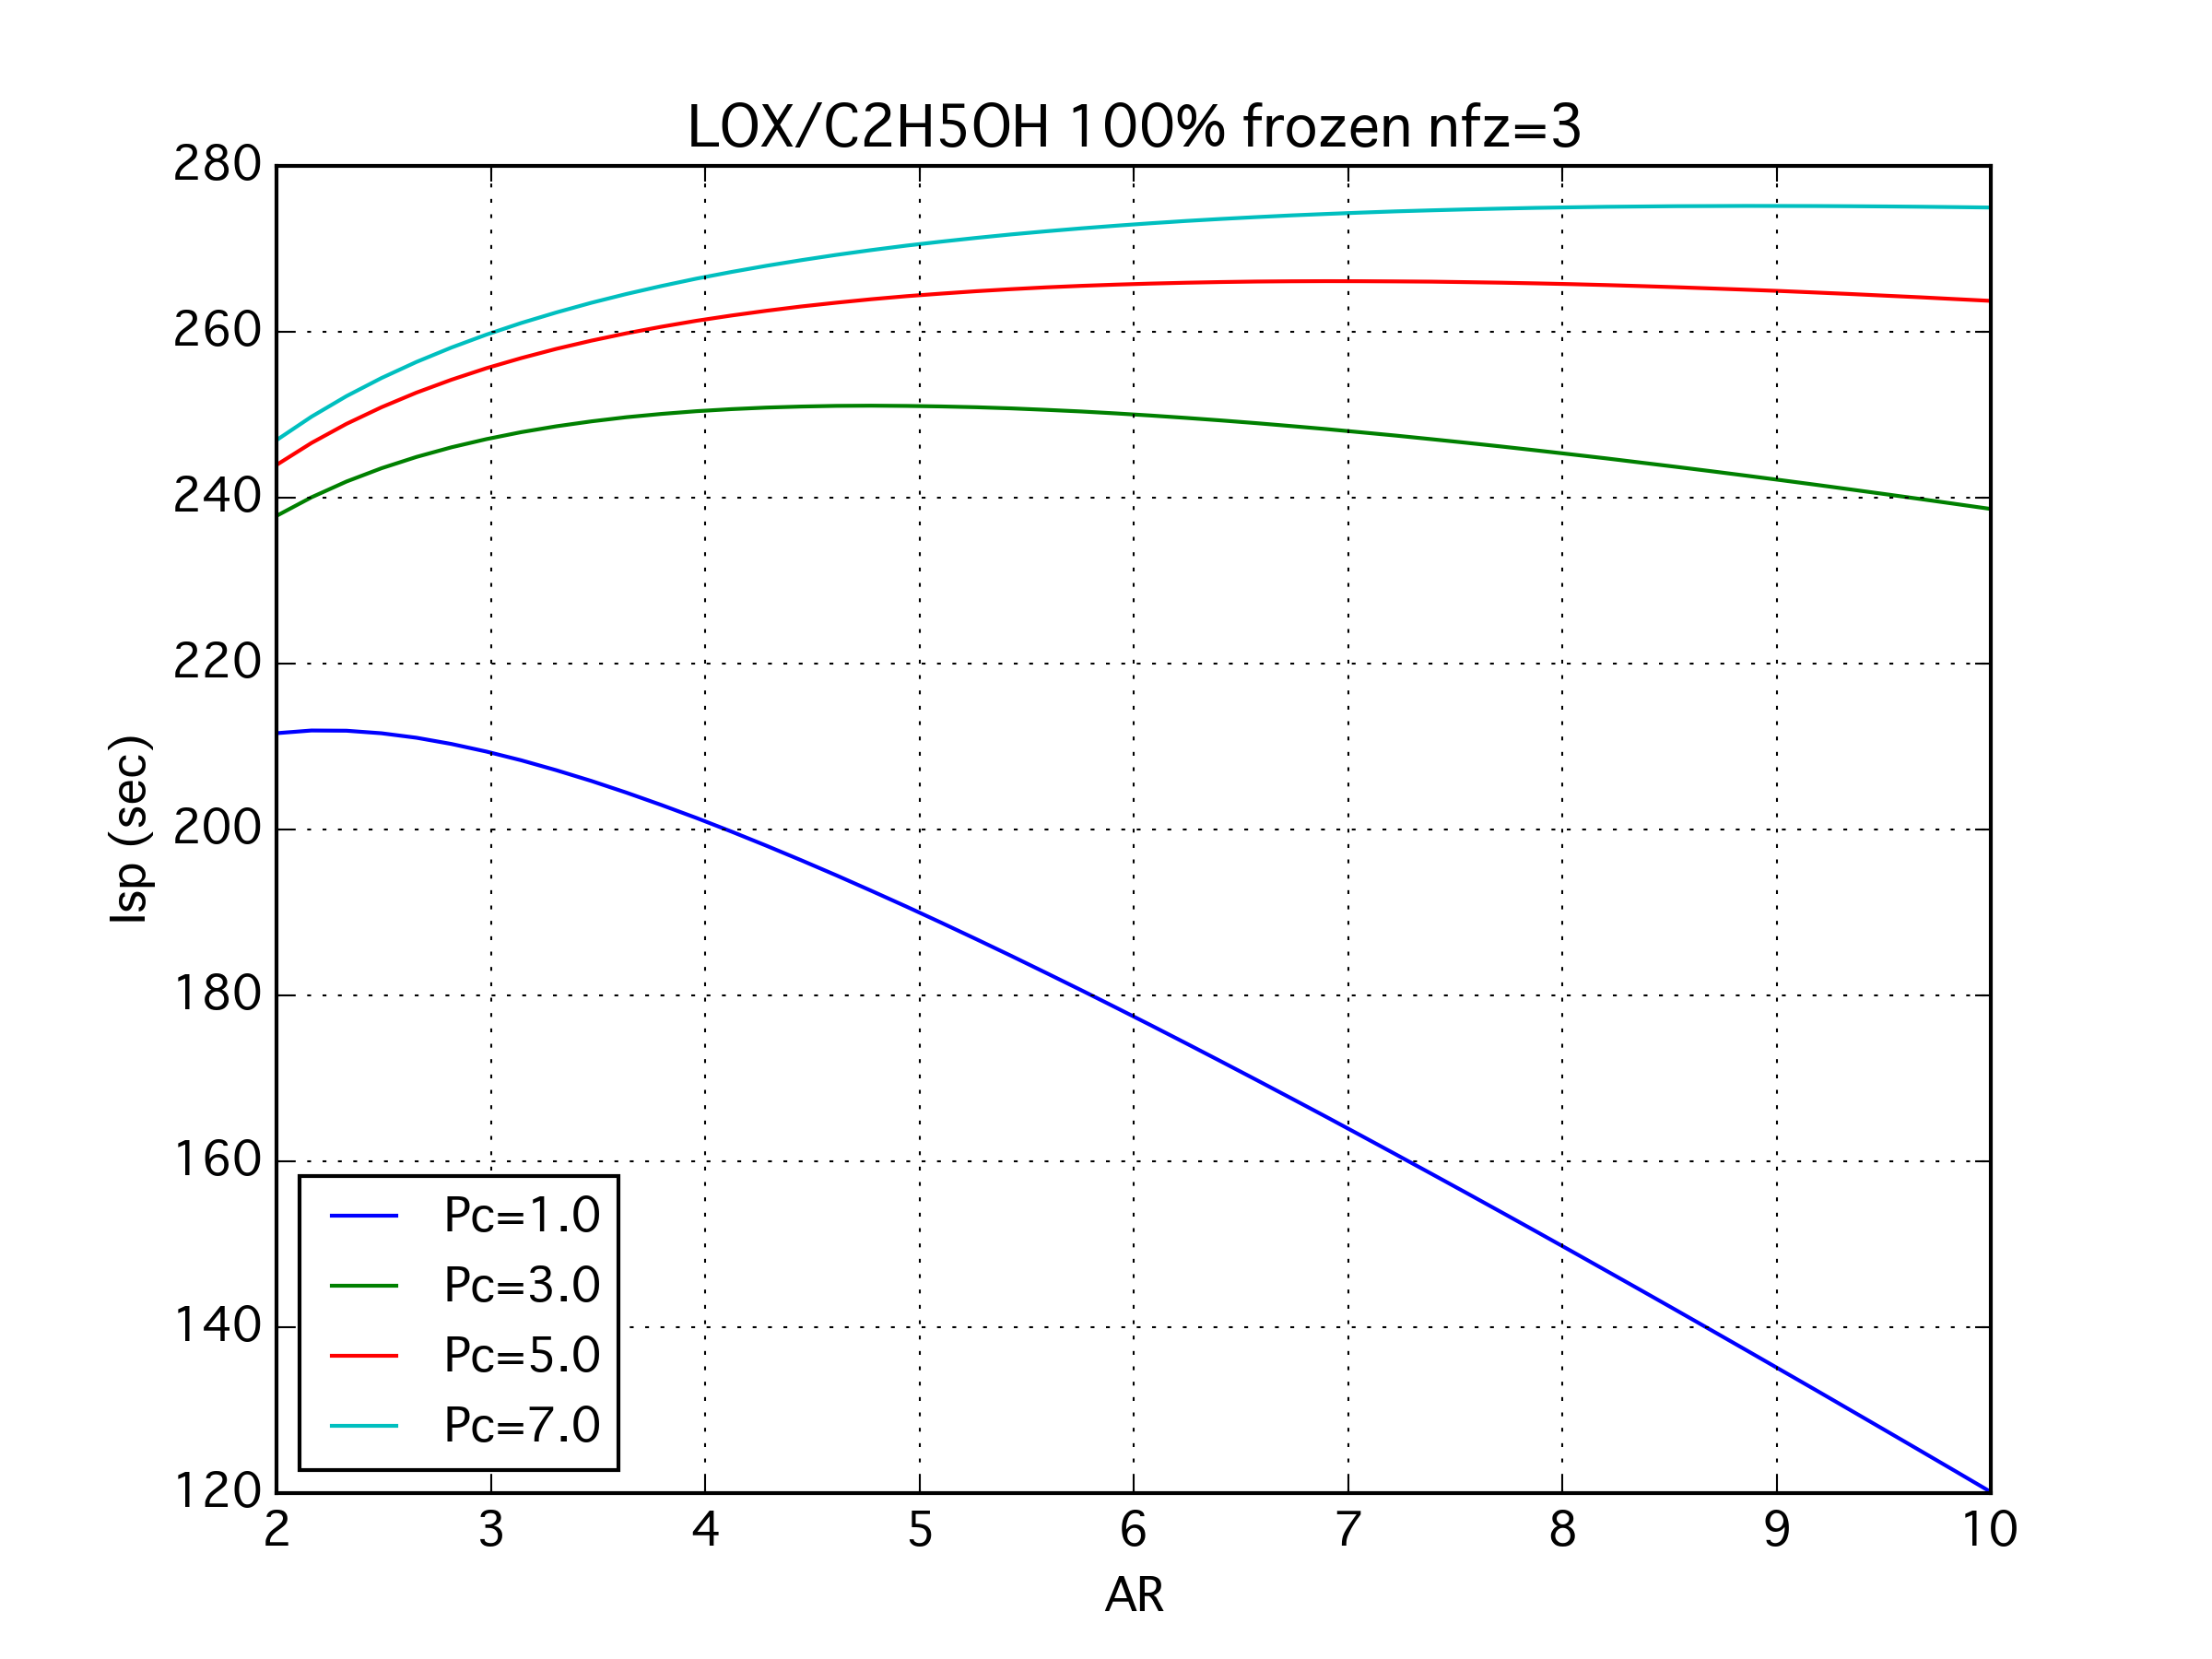 LOX/C2H5OH 100% frozen nfz=3
280
260
240
220
200
180
160
140
120
Isp (sec)
Pc=1.0
Pc=3.0
Pc=5.0
Pc=7.0
2 3 4 5 6 7 8 9 10
AR